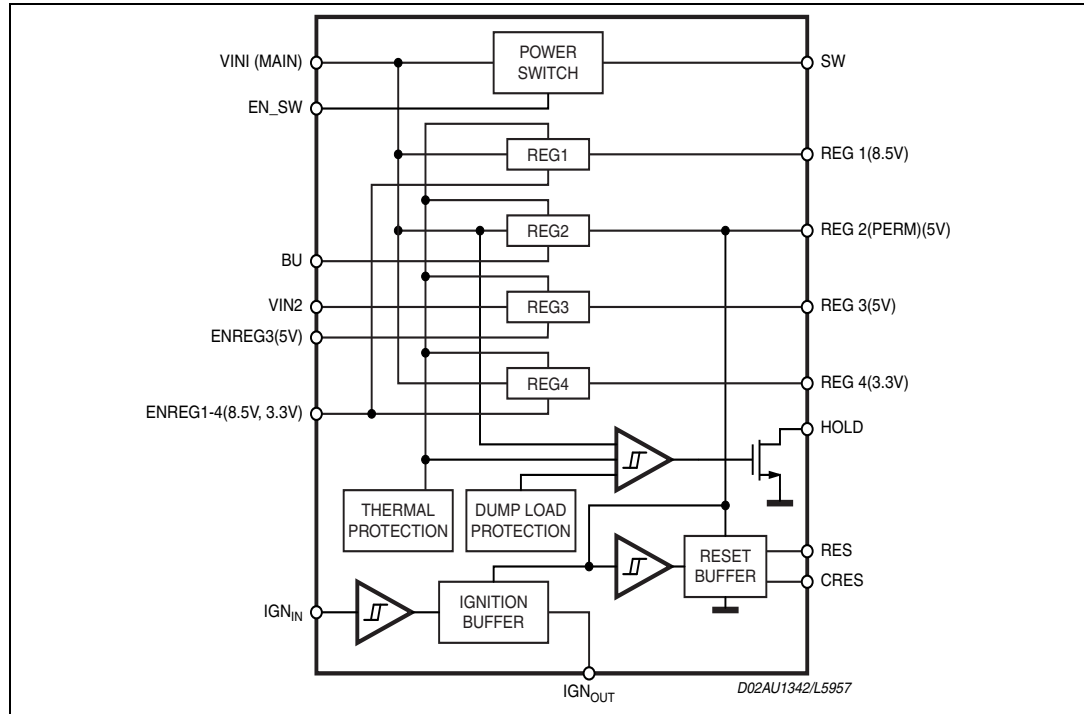 VINI (MAIN)
POWER
SWITCH
SW
EN_SW
REG1
REG 1(8.5V)
REG2
REG 2(PERM)(5V)
BU
VIN2
REG3
REG 3(5V)
ENREG3(5V)
REG4
REG 4(3.3V)
ENREG1-4(8.5V, 3.3V)
HOLD
THERMAL
PROTECTION
DUMP LOAD
PROTECTION
RESET
BUFFER
RES
CRES
IGNIN
IGNITION
BUFFER
IGNOUT
D02AU1342/L5957